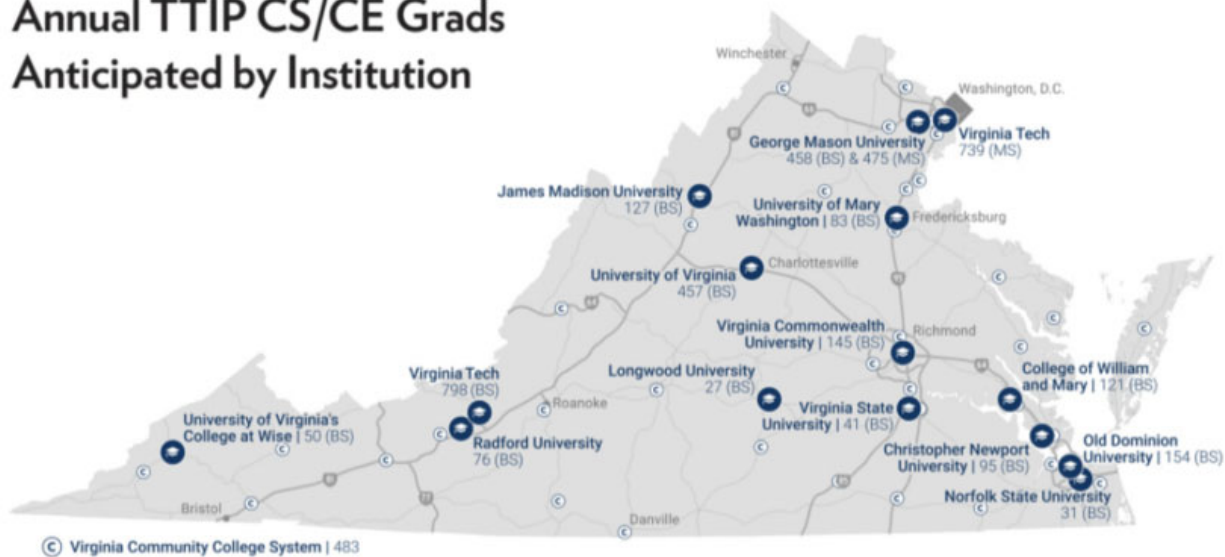 Annual TTIP CS/CE Grads
Anticipated by Institution
Winchester
Washington, D.C.
George Mason University
458 (BS) & 475 (MS)
Virginia Tech
739 (MS)
James Madison University
127 (BS)
University of Mary
Washington | 83 (BS)
Fredericksburg
University of Virginia
457 (BS)
Charlottesville
Virginia Commonwealth
University | 145 (BS)
Richmond
Virginia Tech
798 (BS)
Longwood University
27 (BS)
College of William
and Mary | 121 (BS)
Roanoke
Virginia State
University | 41 (BS)
University of Virginia's
College at Wise | 50 (BS)
Radford University
76 (BS)
Christopher Newport
University | 95 (BS)
Old Dominion
University | 154 (BS)
Norfolk State University
31 (BS)
Bristol
Danville
C Virginia Community College System | 483